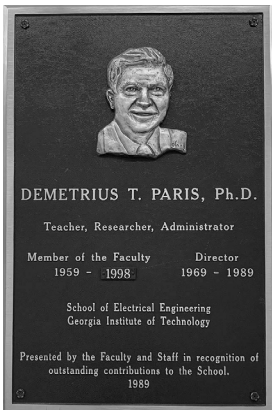 DEMETRIUS T. PARIS, Ph.D.
Teacher, Researcher, Administrator
Member of the Faculty
1959 - 1998
Director
1969 - 1989
School of Electrical Engineering
Georgia Institute of Technology
Presented by the Faculty and Staff in recognition of
outstanding contributions to the School.
1989